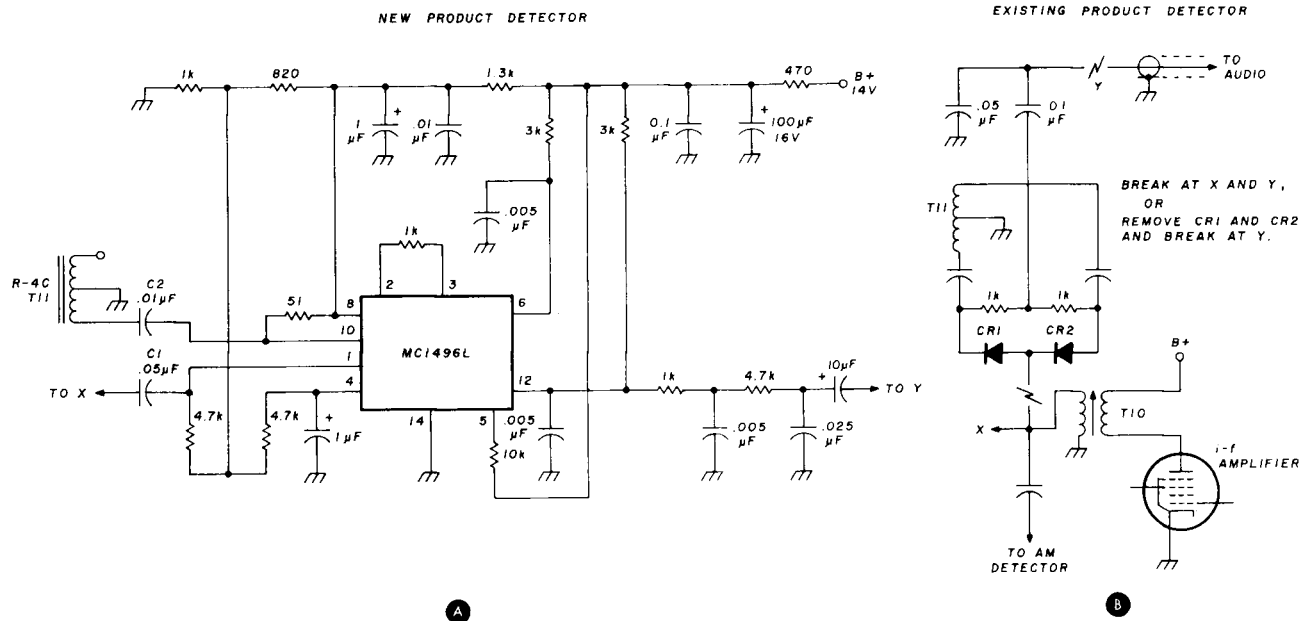 NEW PRODUCT DETECTOR
1k
820
1.3k
470
B+
14V
1
μF
+
.01
μF
3k
3k
0.1
μF
+
100μF
16V
.005
μF
1k
R-4C
T11
C2
.01μF
51
2
3
8
10
1
4
6
12
14
5
MC1496L
C1
.05μF
TO X
4.7k
4.7k
+
1μF
10k
.005
μF
1k
.005
μF
4.7k
.025
μF
10μF
+
TO Y
A
EXISTING PRODUCT DETECTOR
.05
μF
.01
μF
Y
TO
AUDIO
T11
BREAK AT X AND Y,
OR
REMOVE CR1 AND CR2
AND BREAK AT Y.
1k
1k
CR1
CR2
B+
X
T10
i-f
AMPLIFIER
TO AM
DETECTOR
B